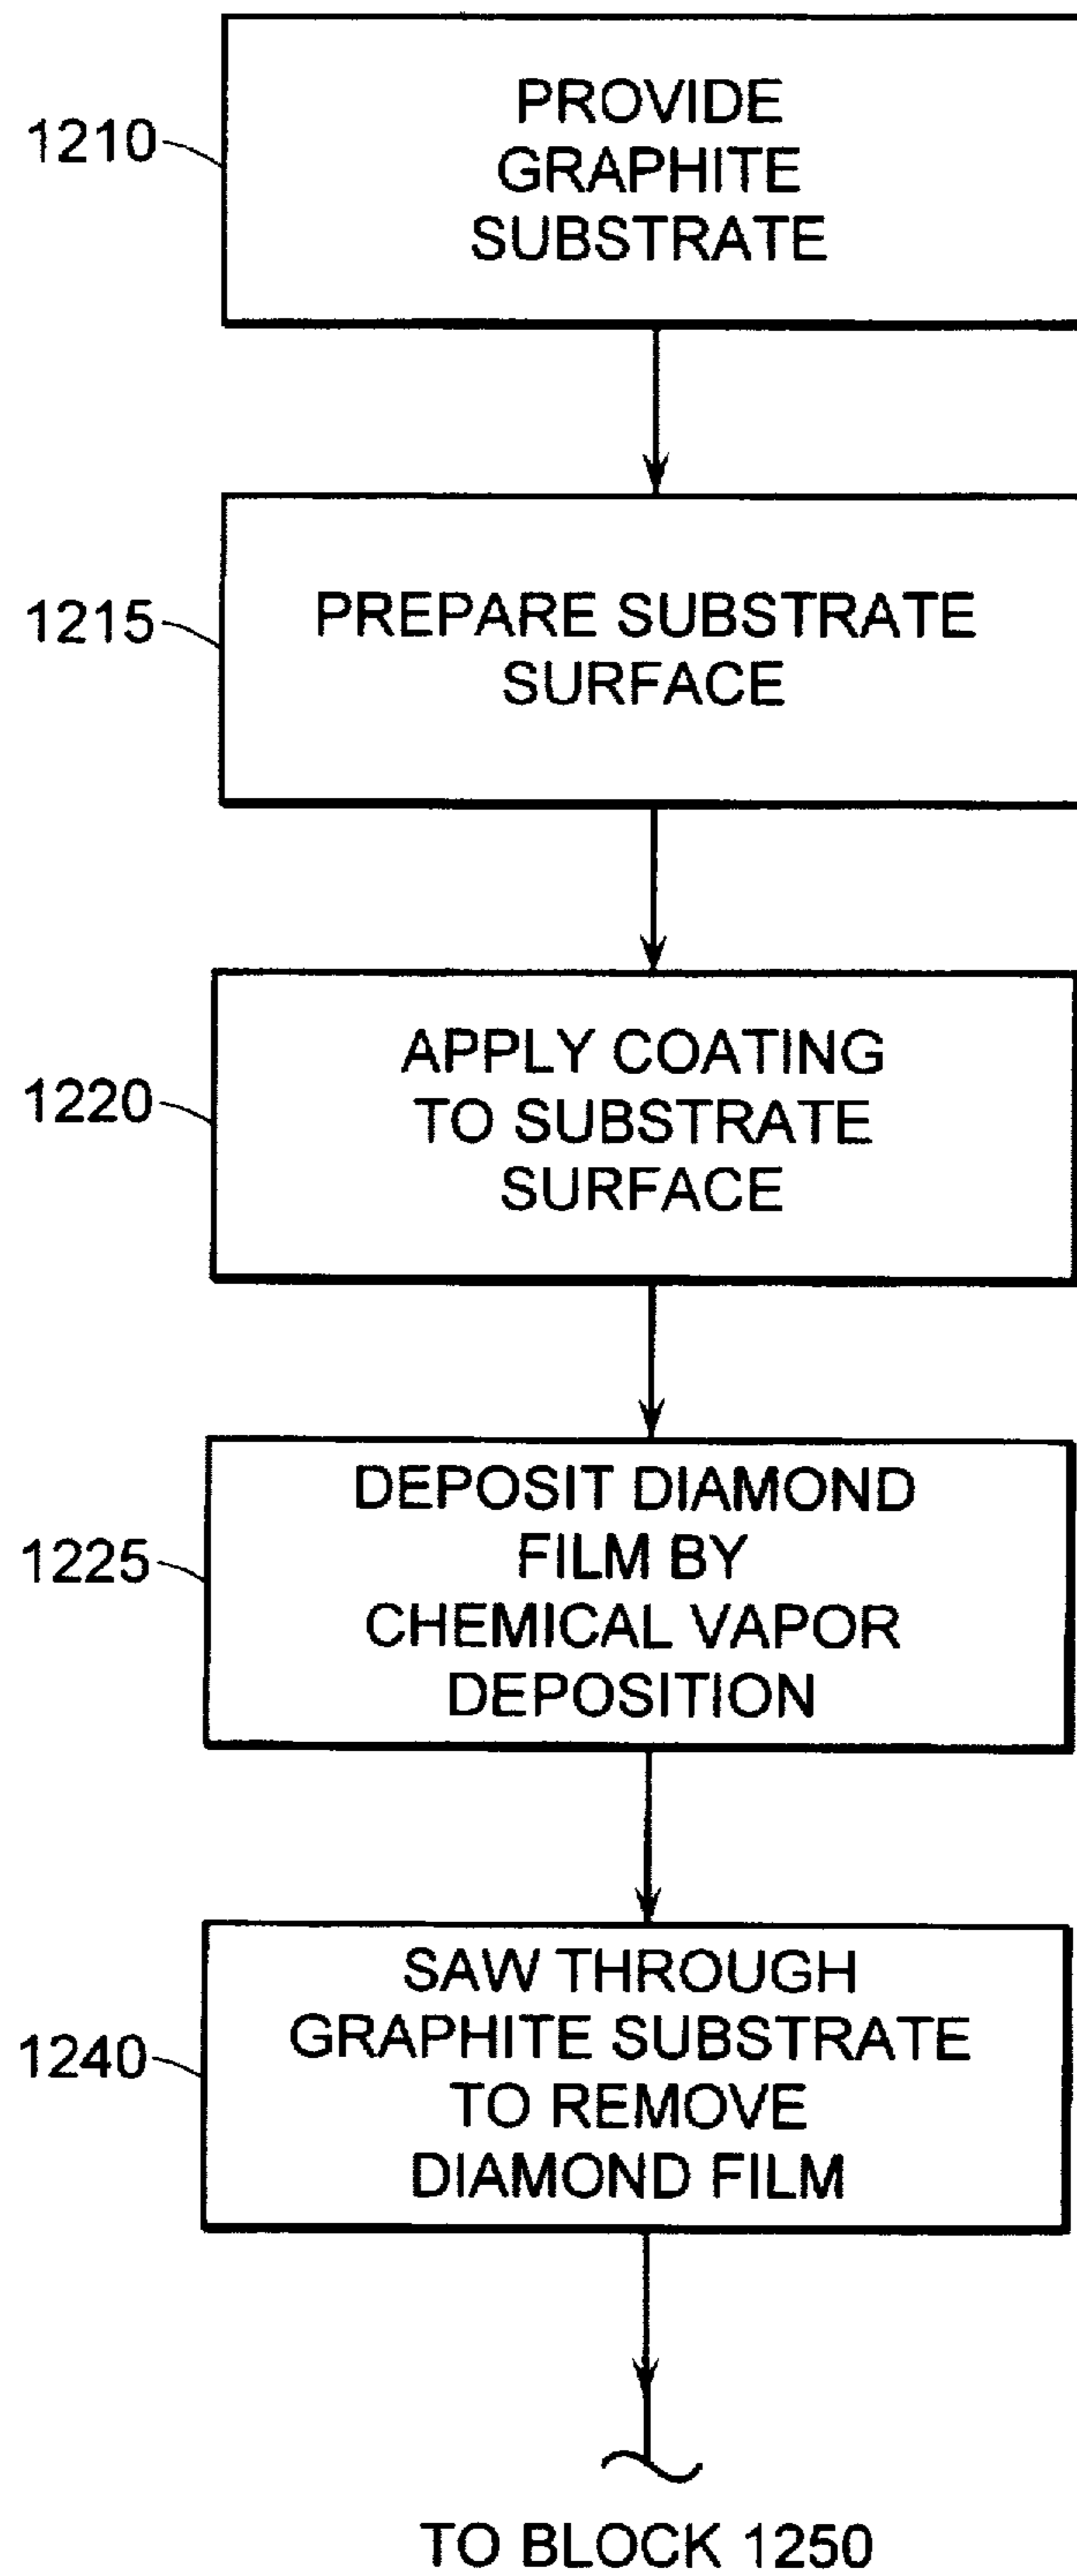 1210
PROVIDE
GRAPHITE
SUBSTRATE
1215
PREPARE SUBSTRATE
SURFACE
1220
APPLY COATING
TO SUBSTRATE
SURFACE
1225
DEPOSIT DIAMOND
FILM BY
CHEMICAL VAPOR
DEPOSITION
1240
SAW THROUGH
GRAPHITE SUBSTRATE
TO REMOVE
DIAMOND FILM
TO BLOCK 1250